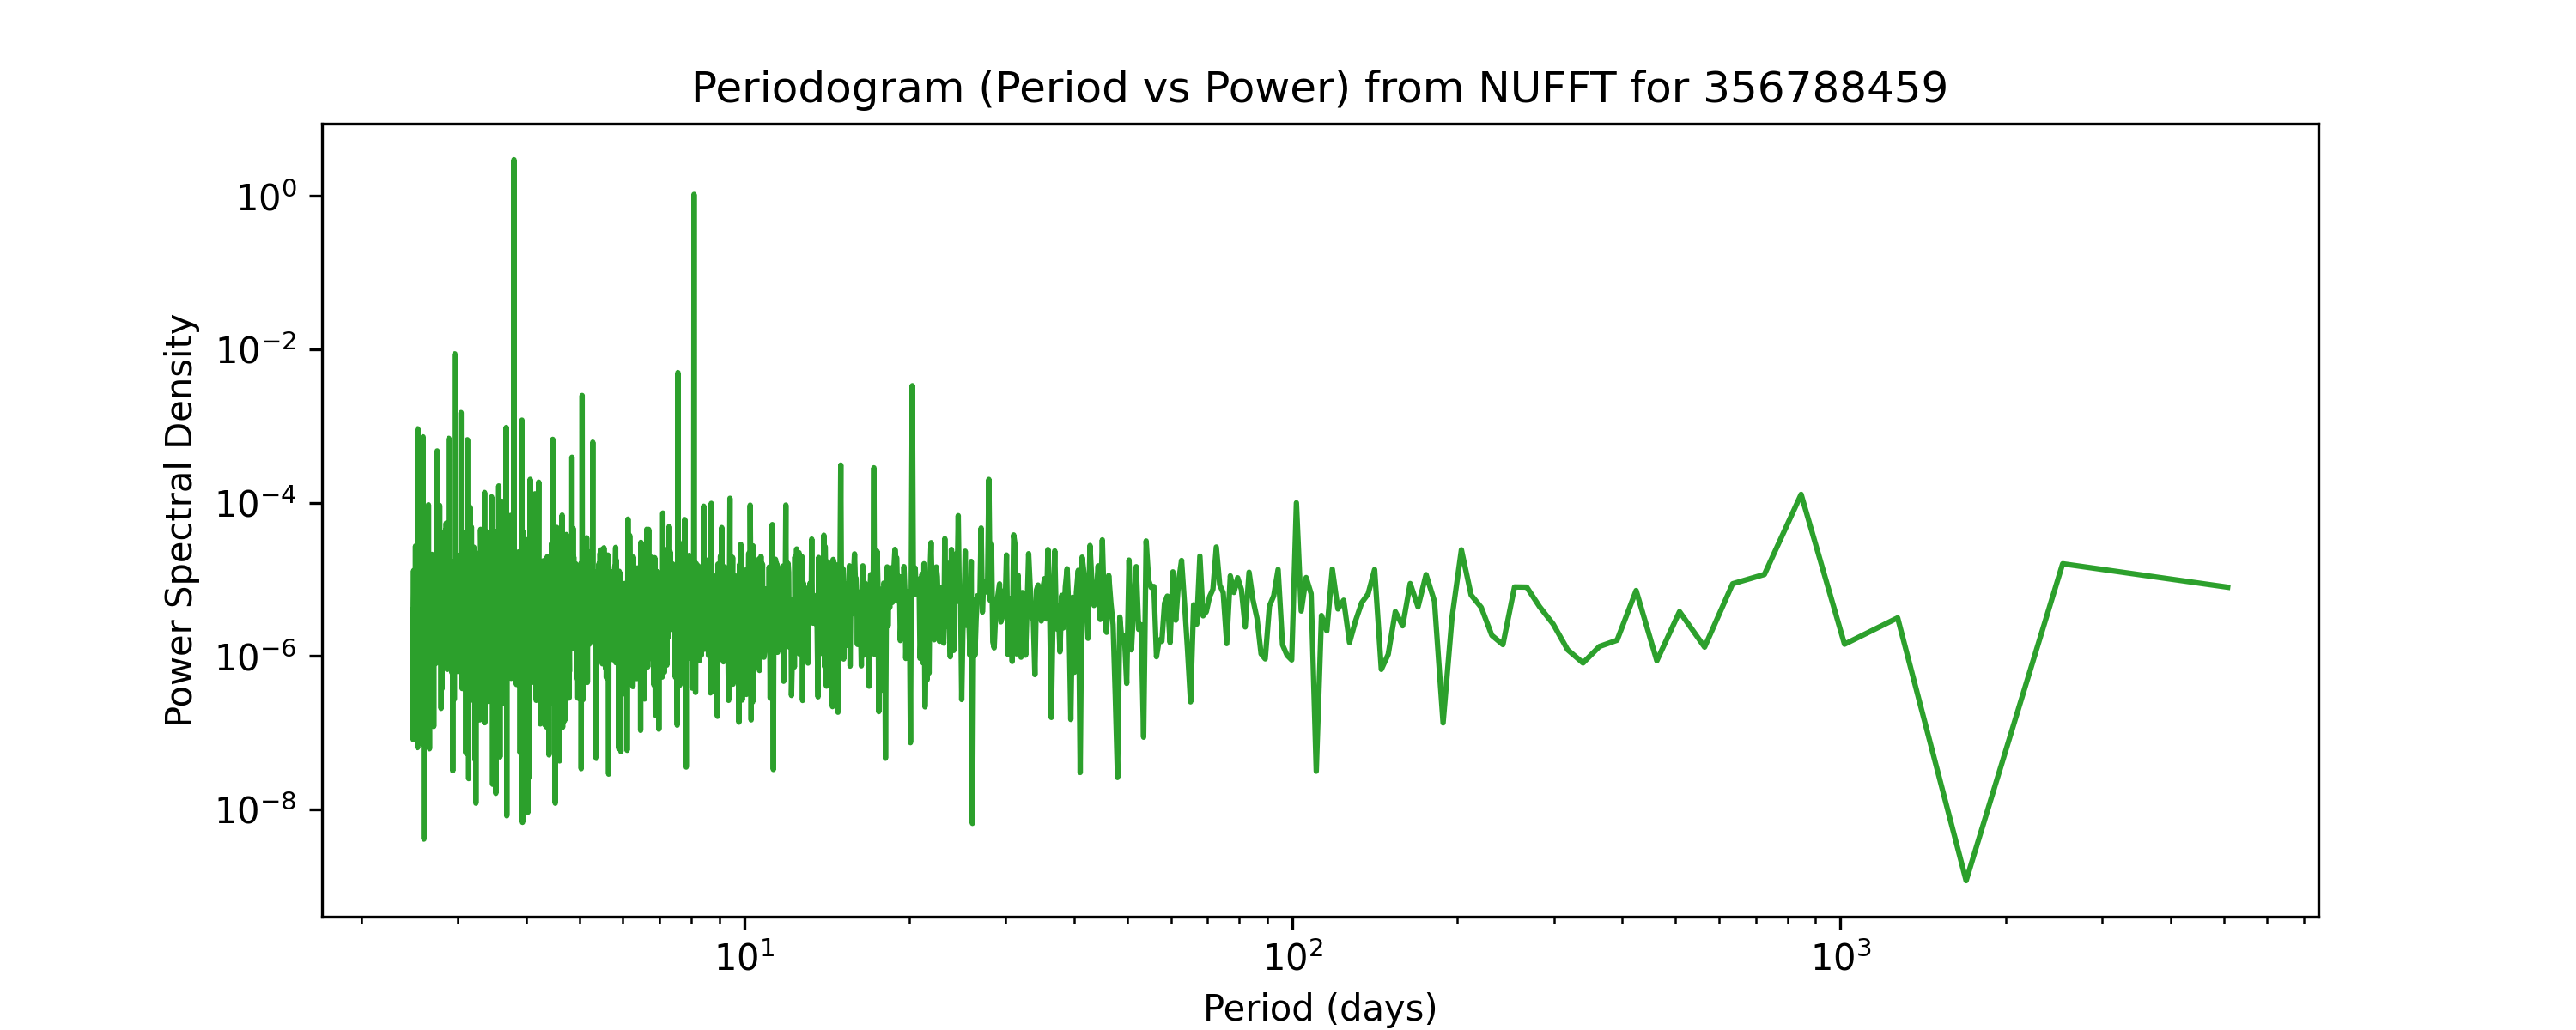 Periodogram (Period vs Power) from NUFFT for 356788459
Power Spectral Density
10⁰
10⁻²
10⁻⁴
10⁻⁶
10⁻⁸
10¹ 10² 10³
Period (days)